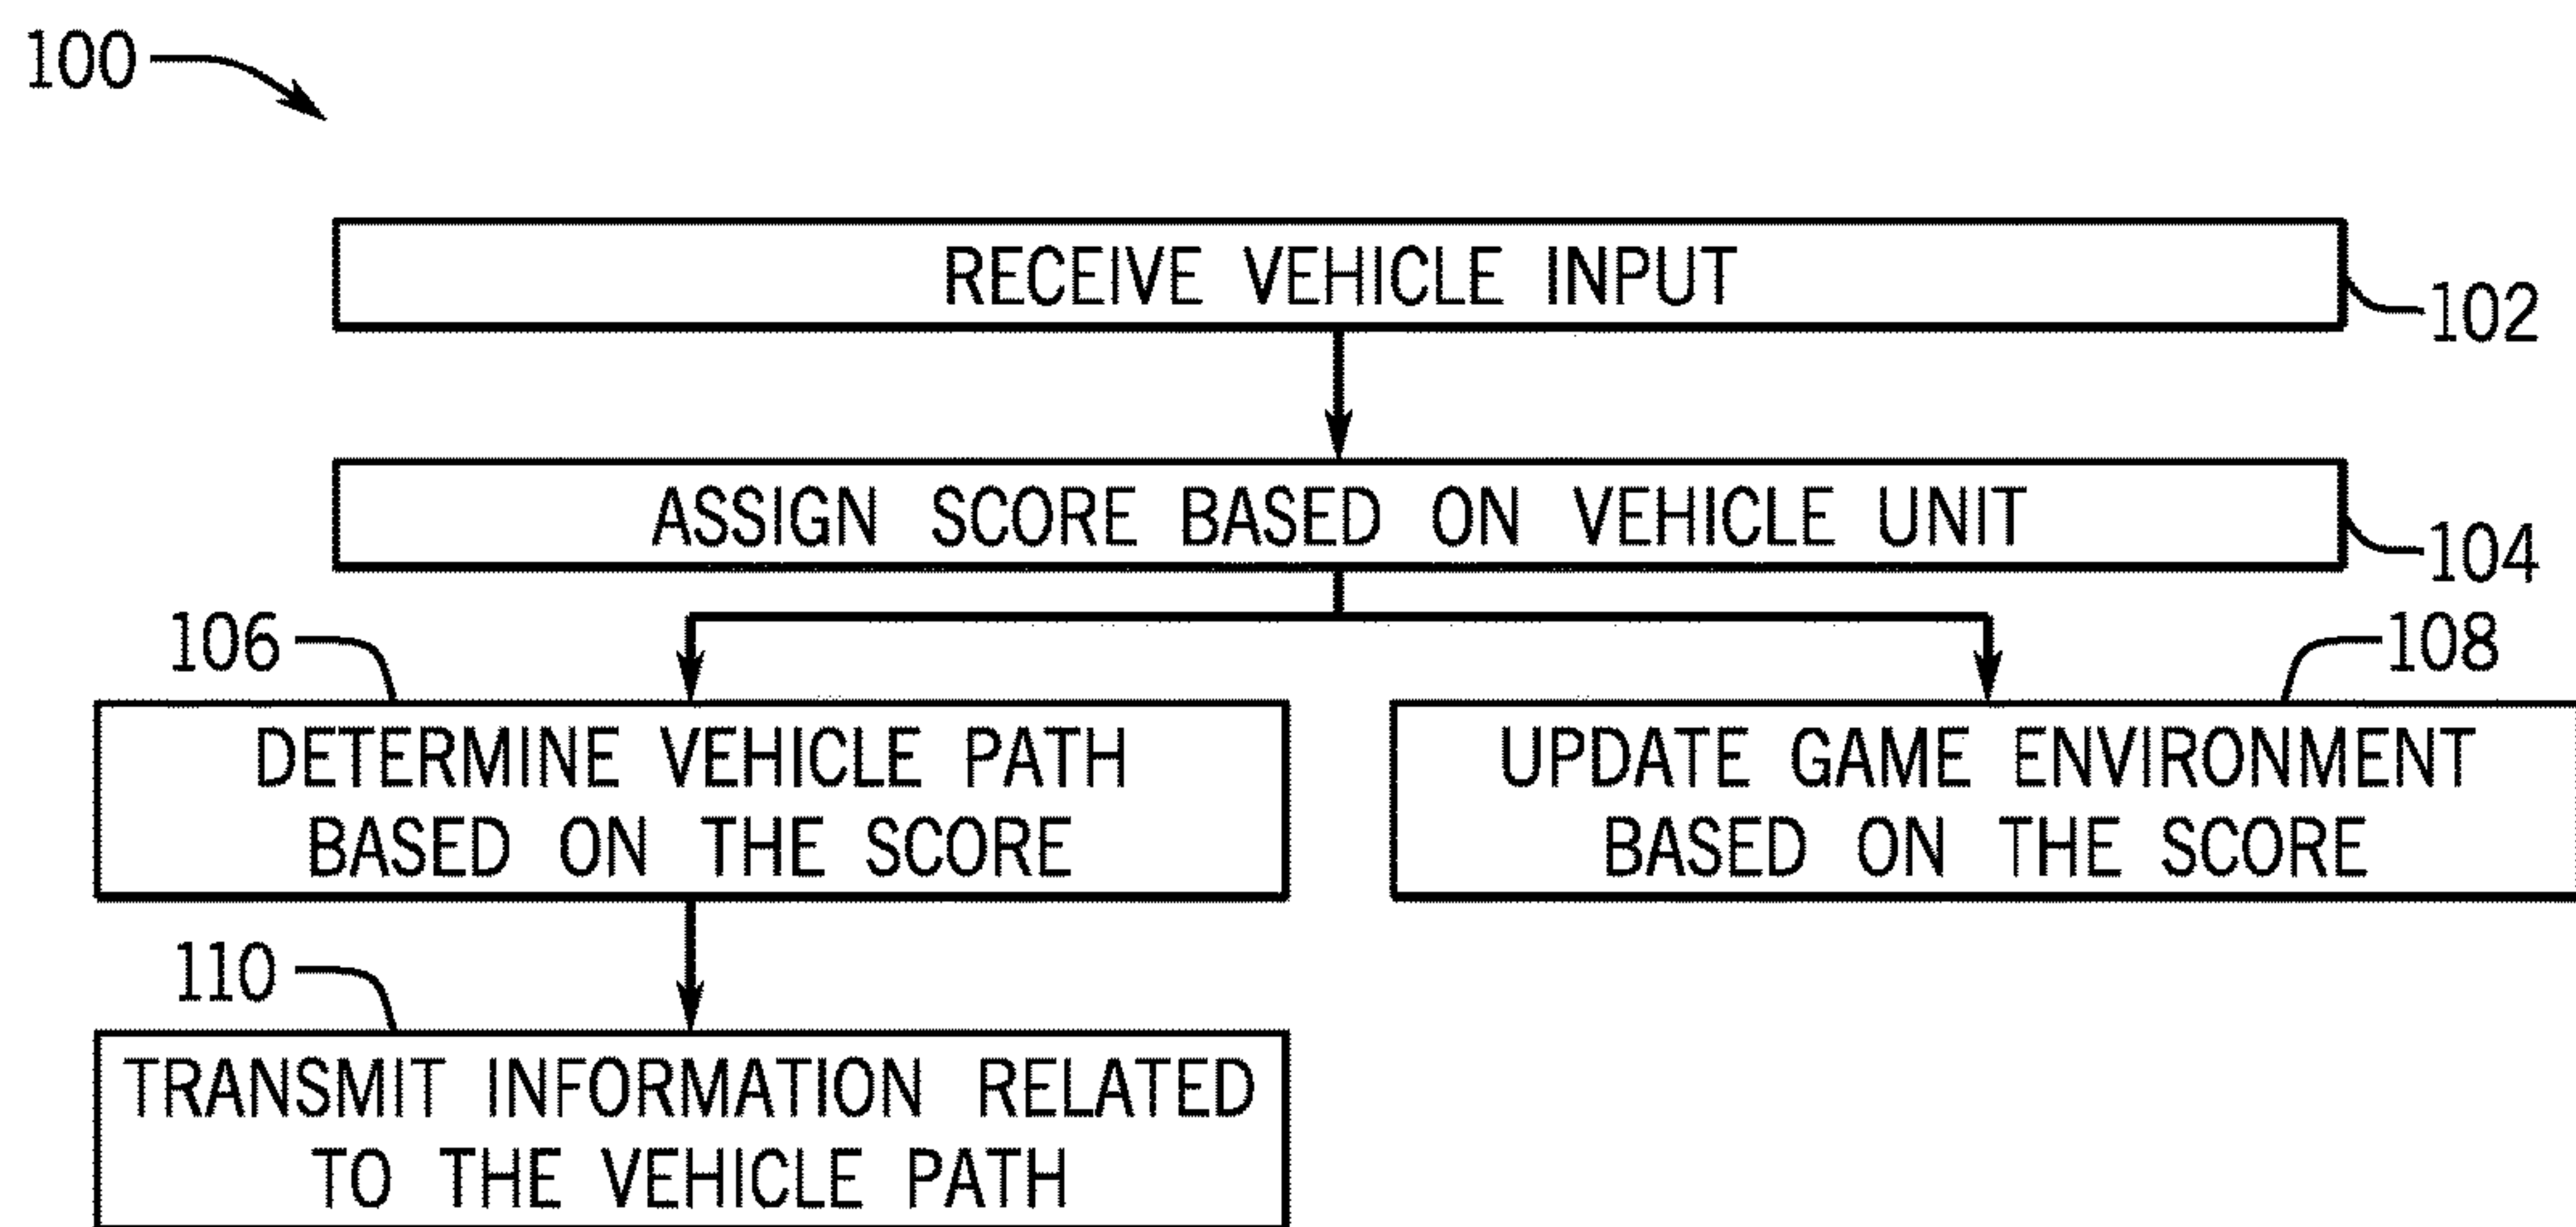 100
RECEIVE VEHICLE INPUT
102
ASSIGN SCORE BASED ON VEHICLE UNIT
104
106
108
DETERMINE VEHICLE PATH
BASED ON THE SCORE
UPDATE GAME ENVIRONMENT
BASED ON THE SCORE
110
TRANSMIT INFORMATION RELATED
TO THE VEHICLE PATH